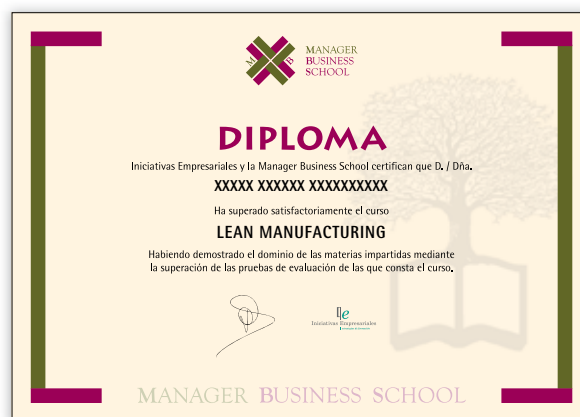 M B
MANAGER
BUSINESS
SCHOOL
DIPLOMA
Iniciativas Empresariales y la Manager Business School certifican que D. / Dña.
XXXXX XXXXXX XXXXXXXXXX
Ha superado satisfactoriamente el curso
LEAN MANUFACTURING
Habiendo demostrado el dominio de las materias impartidas mediante
la superación de las pruebas de evaluación de las que consta el curso.
Ie
Iniciativas Empresariales
MANAGER BUSINESS SCHOOL